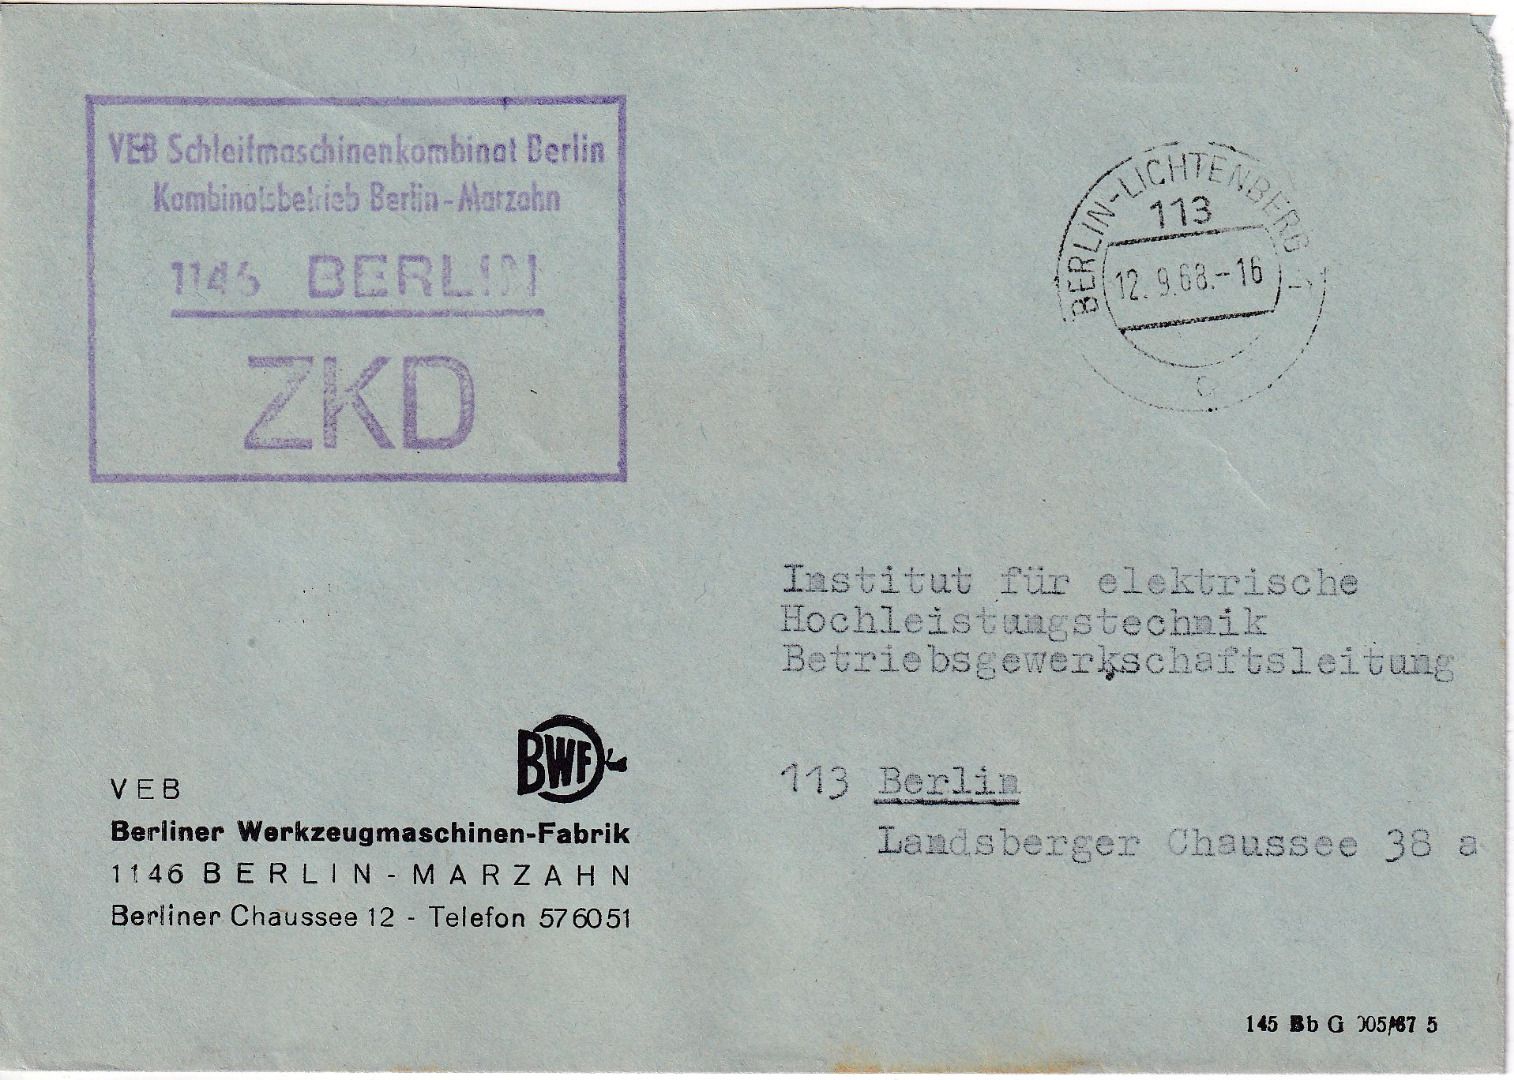 VEB Schleifmaschinenkombinat Berlin
Kombinatsbetrieb Berlin-Marzahn
1146 BERLIN
ZKD
BERLIN-LICHTENBERG 1
113
12.9.68.-16
c
Institut für elektrische
Hochleistungstechnik
Betriebsgewerkschaftsleitung
113 Berlin
Landsberger Chaussee 38 a
BWF
VEB
Berliner Werkzeugmaschinen-Fabrik
1146 BERLIN-MARZAHN
Berliner Chaussee 12 - Telefon 576051
145 Bb G 005/67 5